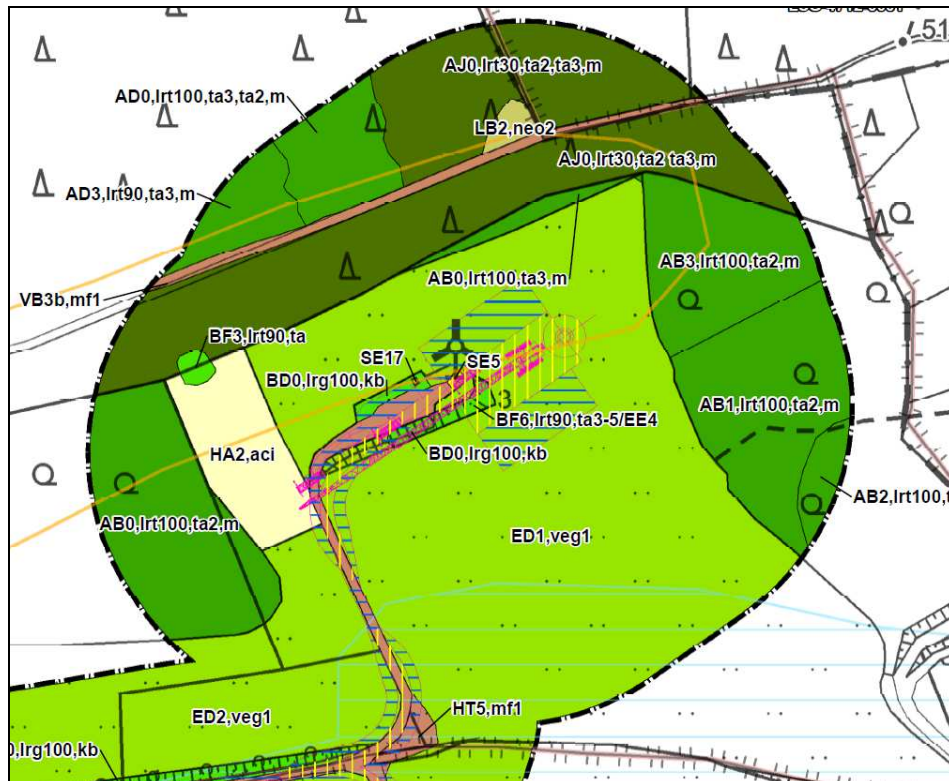 51
AJ0,lrt30,ta2,ta3,m
AD0,lrt100,ta3,ta2,m
LB2,neo2
AJ0,lrt30,ta2 ta3,m
AD3,lrt90,ta3,m
AB3,lrt100,ta2,m
AB0,lrt100,ta3,m
VB3b,mf1
BF3,lrt90,ta
SE17
SE5
BD0,lrg100,kb
3
BF6,lrt90,ta3-5/EE4
AB1,lrt100,ta2,m
BD0,lrg100,kb
HA2,aci
AB2,lrt100,t
AB0,lrt100,ta2,m
ED1,veg1
HT5,mf1
ED2,veg1
0,lrg100,kb